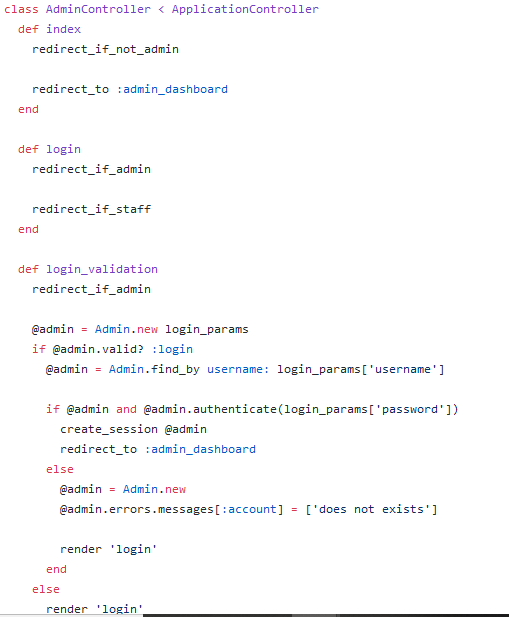 class AdminController < ApplicationController
def index
redirect_if_not_admin
redirect_to :admin_dashboard
end
def login
redirect_if_admin
redirect_if_staff
end
def login_validation
redirect_if_admin
@admin = Admin.new login_params
if @admin.valid? :login
@admin = Admin.find_by username: login_params['username']
if @admin and @admin.authenticate(login_params['password'])
create_session @admin
redirect_to :admin_dashboard
else
@admin = Admin.new
@admin.errors.messages[:account] = ['does not exists']
render 'login'
end
else
render 'login'